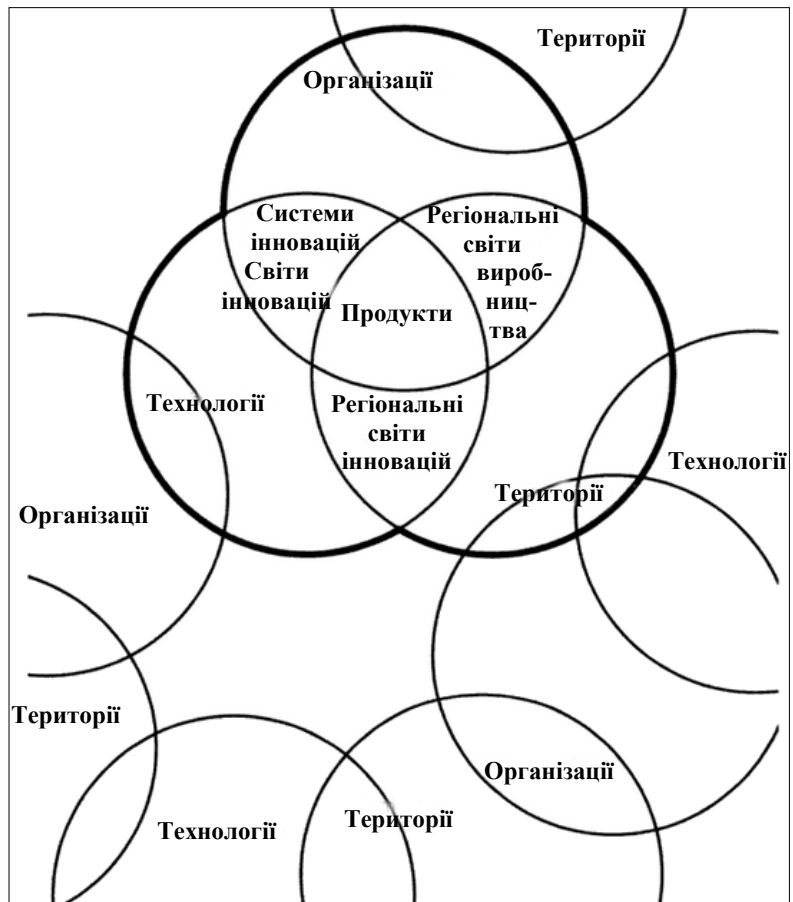 Території
Організації
Системи
інновацій
Світи
інновацій
Регіональні
світи
вироб-
ниц-
тва
Продукти
Технології
Регіональні
світи
інновацій
Території
Технології
Організації
Території
Організації
Технології
Території